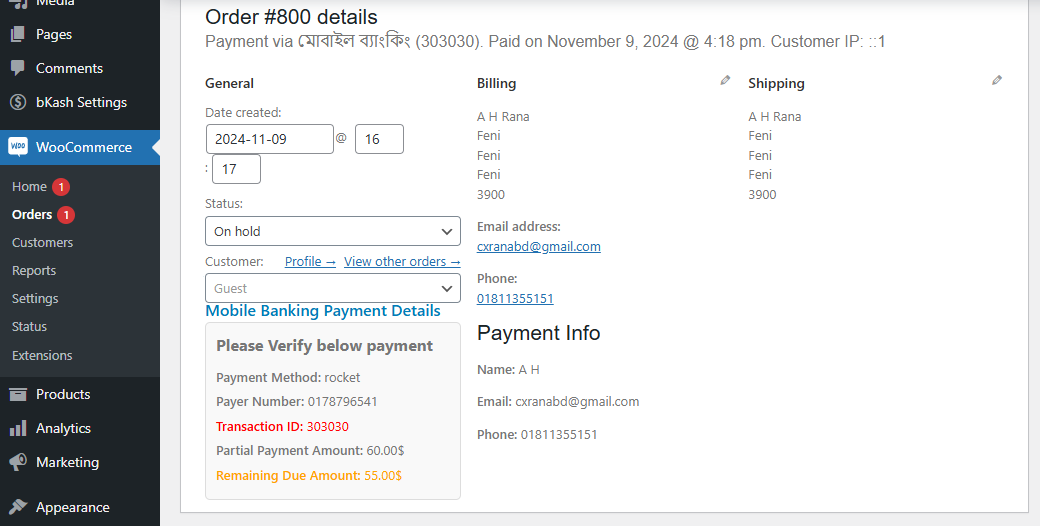 Media
Pages
Comments
bKash Settings
WooCommerce
Home 1
Orders 1
Customers
Reports
Settings
Status
Extensions
Products
Analytics
Marketing
Appearance
Order #800 details
Payment via মোবাইল ব্যাংকিং (303030). Paid on November 9, 2024 @ 4:18 pm. Customer IP: ::1
General
Date created:
2024-11-09 @ 16
: 17
Status:
On hold
Customer: Profile → View other orders →
Guest
Mobile Banking Payment Details
Please Verify below payment
Payment Method: rocket
Payer Number: 0178796541
Transaction ID: 303030
Partial Payment Amount: 60.00$
Remaining Due Amount: 55.00$
Billing
A H Rana
Feni
Feni
Feni
3900
Email address:
cxranabd@gmail.com
Phone:
01811355151
Payment Info
Name: A H
Email: cxranabd@gmail.com
Phone: 01811355151
Shipping
A H Rana
Feni
Feni
Feni
3900